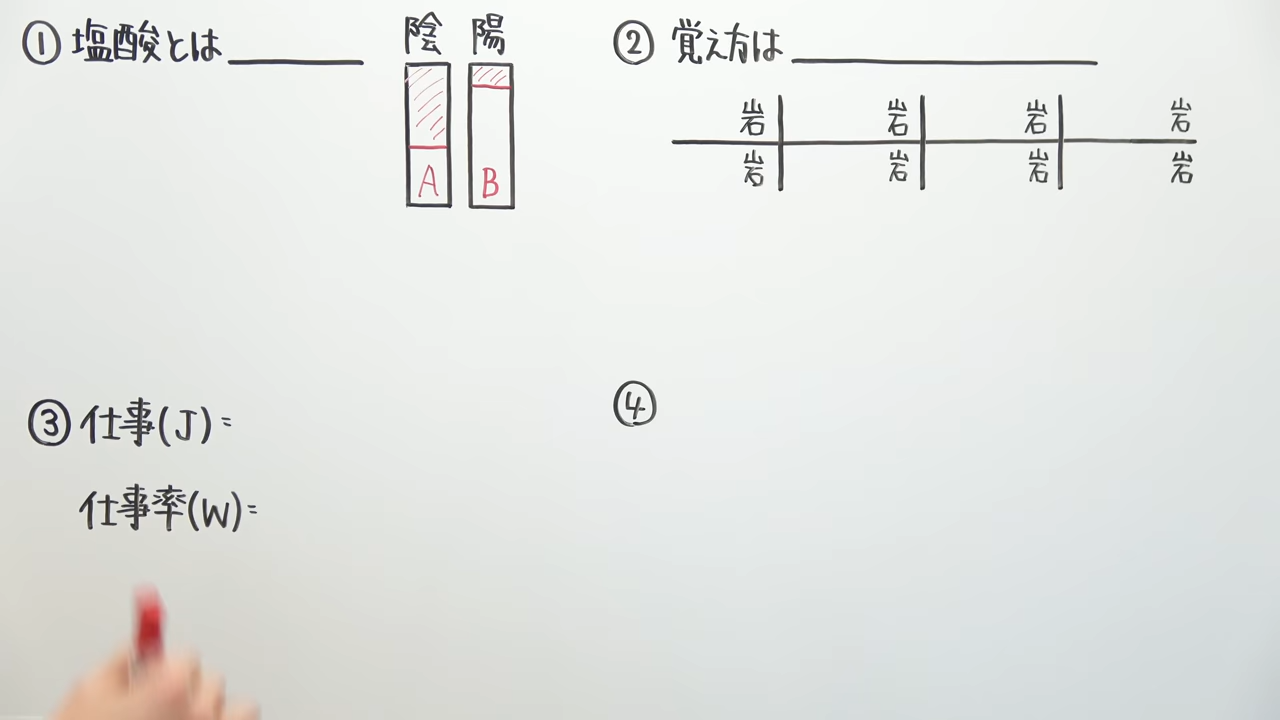 ① 塩酸とは
陰 陽
A B
② 覚え方は
岩 岩 岩 岩
岩 岩 岩 岩
③ 仕事(J)=
仕事率(W)=
④